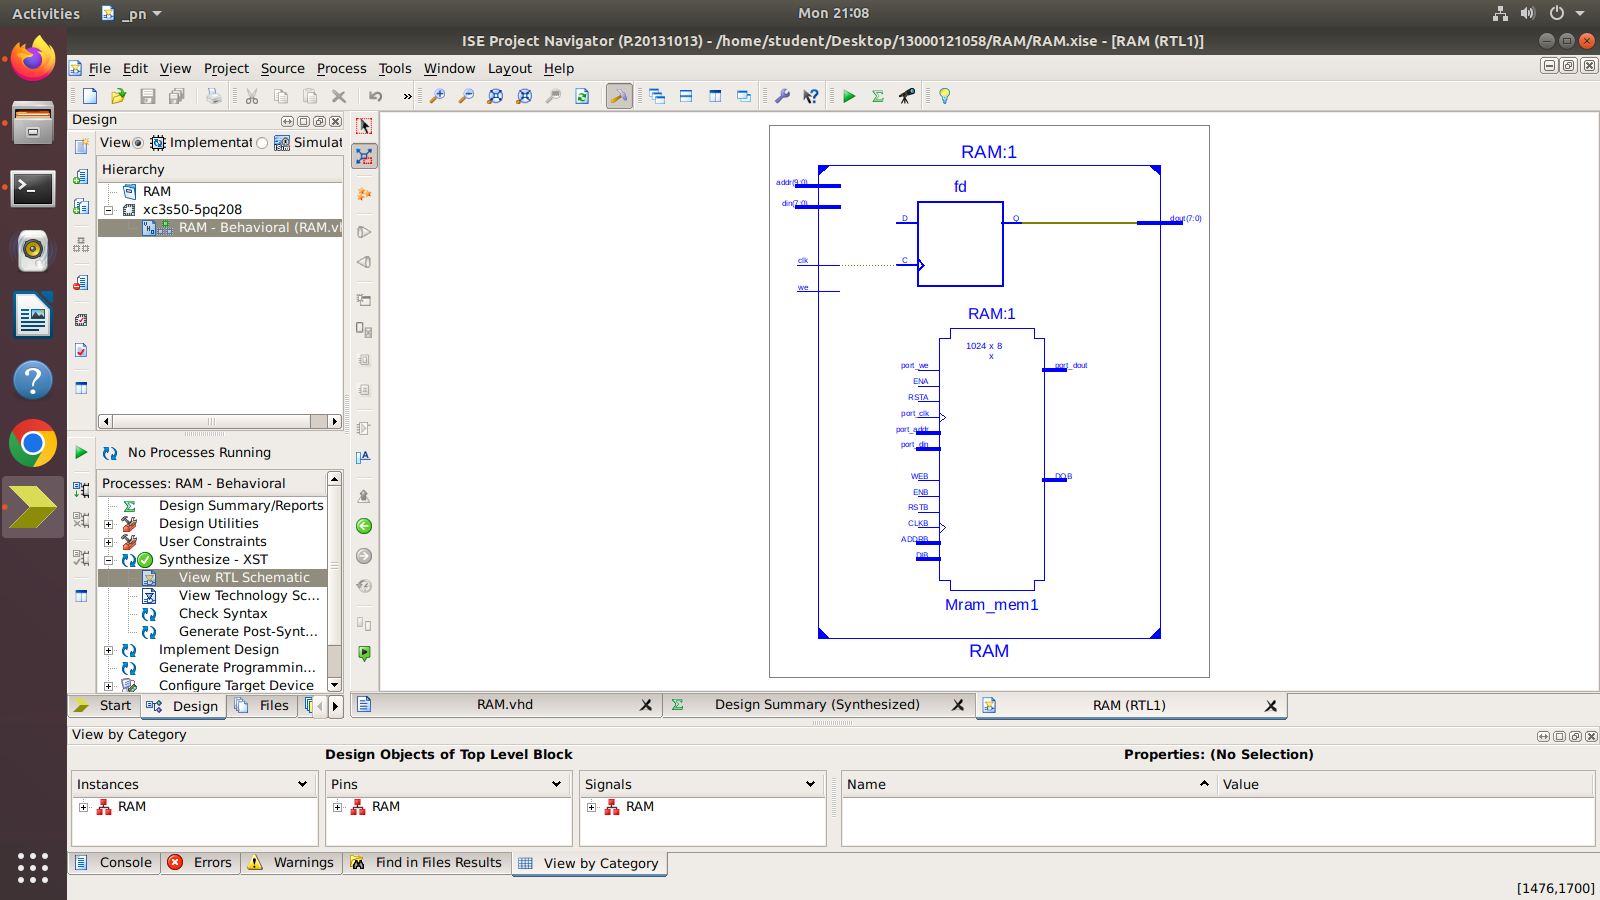 Activities
_pn
Mon 21:08
ISE Project Navigator (P.20131013) - /home/student/Desktop/13000121058/RAM/RAM.xise - [RAM (RTL1)]
File Edit View Project Source Process Tools Window Layout Help
»
Design
View Implementat Simulat
Hierarchy
RAM
xc3s50-5pq208
RAM - Behavioral (RAM.vh
No Processes Running
Processes: RAM - Behavioral
Design Summary/Reports
Design Utilities
User Constraints
Synthesize - XST
View RTL Schematic
View Technology Sc...
Check Syntax
Generate Post-Synt...
Implement Design
Generate Programmin...
Configure Target Device
Start Design Files
RAM:1
addr(9:0)
din(7:0)
clk
we
fd
D
Q
C
dout(7:0)
RAM:1
1024 x 8
x
port_we
ENA
RSTA
port_clk
port_addr
port_din
WEB
ENB
RSTB
CLKB
ADDRB
DIB
port_dout
DOB
Mram_mem1
RAM
RAM.vhd
Design Summary (Synthesized)
RAM (RTL1)
View by Category
Design Objects of Top Level Block
Properties: (No Selection)
Instances
RAM
Pins
RAM
Signals
RAM
Name
Value
Console Errors Warnings Find in Files Results View by Category
[1476,1700]